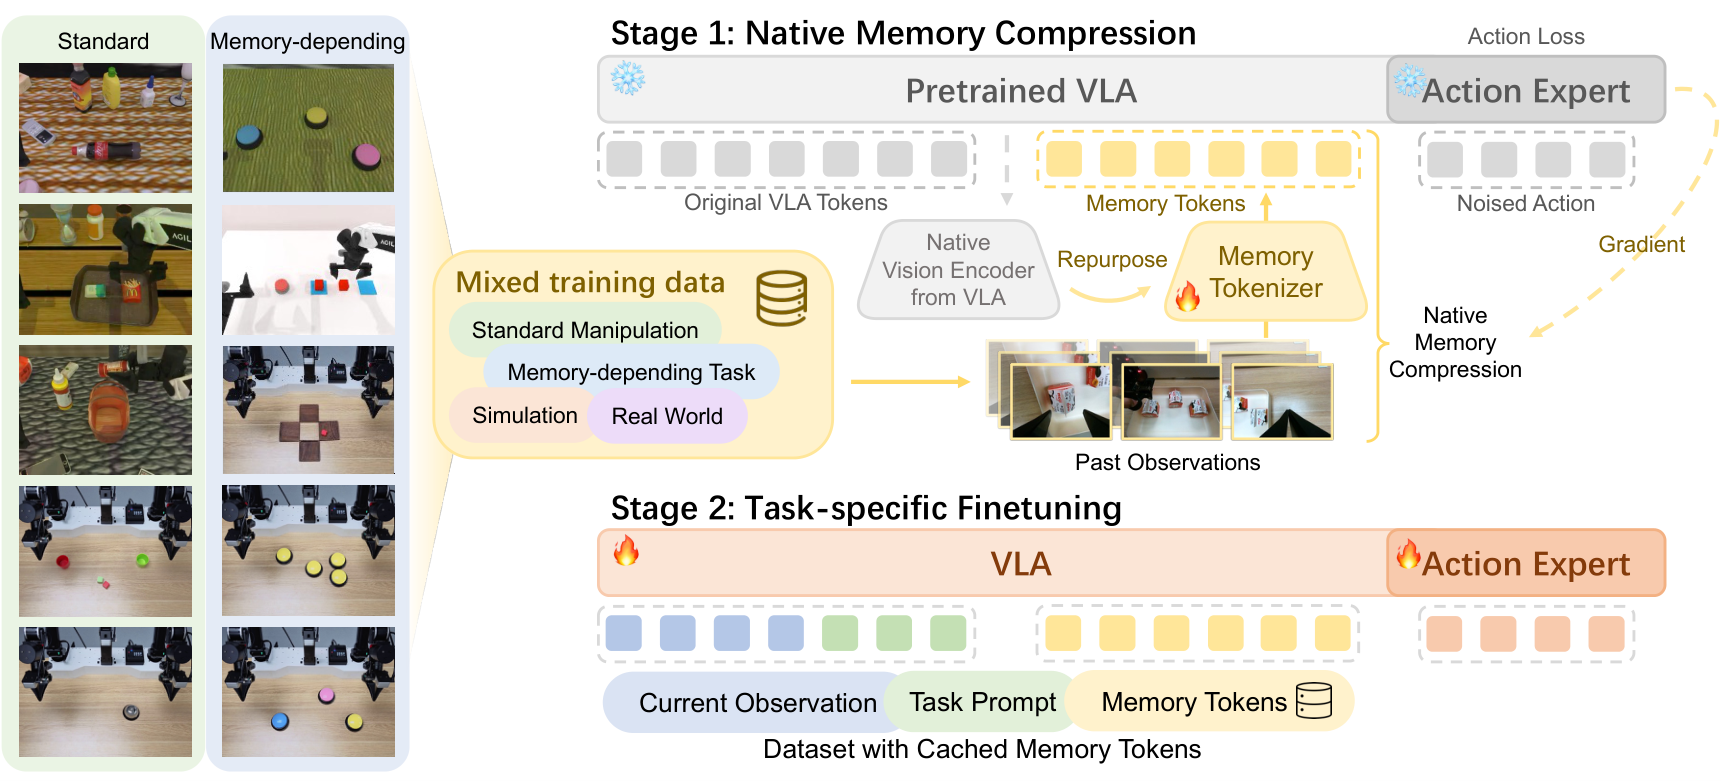 Standard
Memory-depending
Mixed training data
Standard Manipulation
Memory-depending Task
Simulation
Real World
Stage 1: Native Memory Compression
Action Loss
Pretrained VLA
Action Expert
Original VLA Tokens
Memory Tokens
Noised Action
Native
Vision Encoder
from VLA
Repurpose
Memory
Tokenizer
Gradient
Native
Memory
Compression
Past Observations
Stage 2: Task-specific Finetuning
VLA
Action Expert
Current Observation
Task Prompt
Memory Tokens
Dataset with Cached Memory Tokens
AGIL
AGIL
AGIL